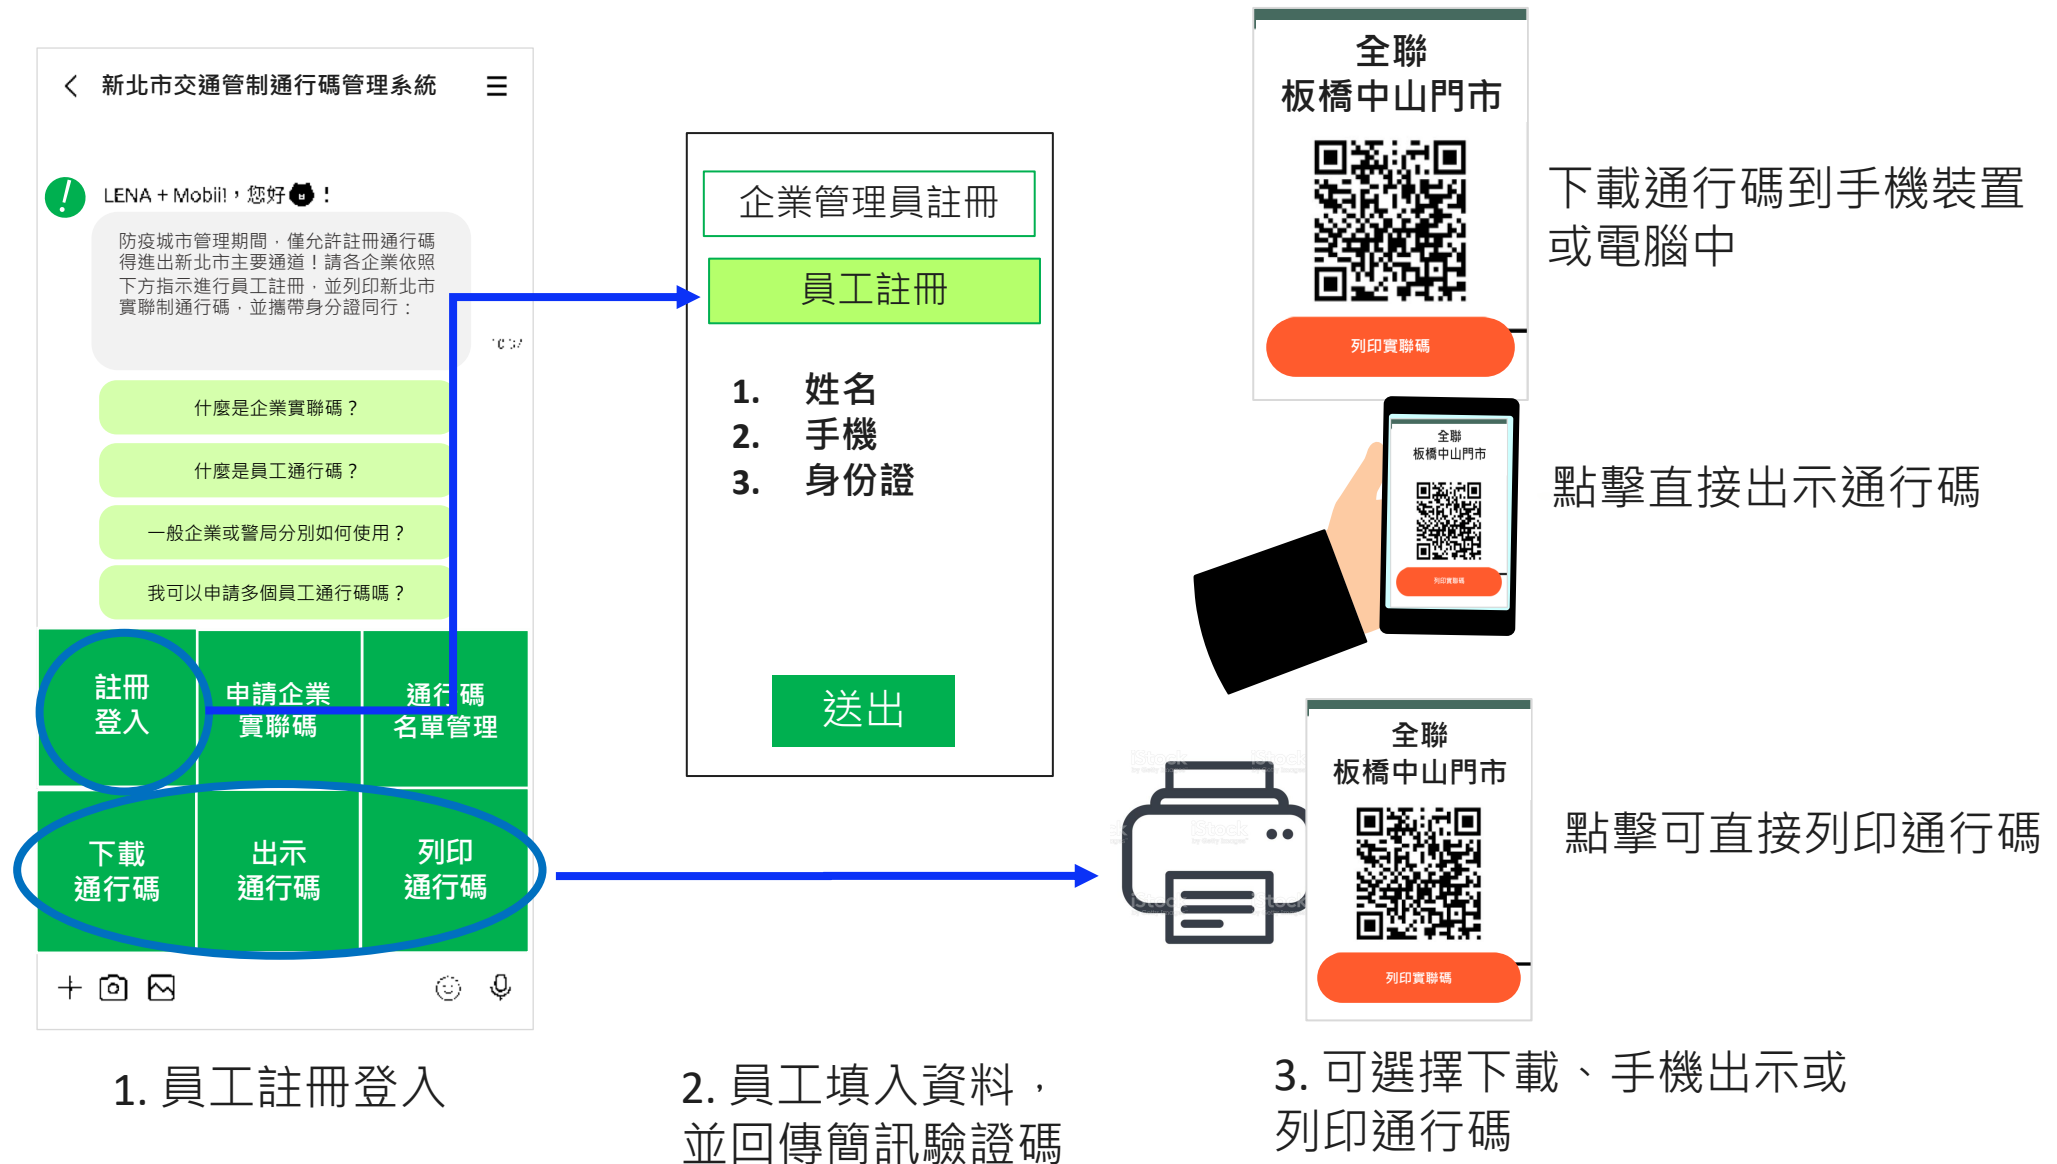 新北市交通管制通行碼管理系統
LENA + Mobiil，您好！
防疫城市管理期間，僅允許註冊通行碼
得進出新北市主要通道！請各企業依照
下方指示進行員工註冊，並列印新北市
實聯制通行碼，並攜帶身分證同行：
什麼是企業實聯碼？
什麼是員工通行碼？
一般企業或警局分別如何使用？
我可以申請多個員工通行碼嗎？
註冊
登入
申請企業
實聯碼
通行碼
名單管理
下載
通行碼
出示
通行碼
列印
通行碼
1. 員工註冊登入
企業管理員註冊
員工註冊
1. 姓名
2. 手機
3. 身份證
送出
2. 員工填入資料，
並回傳簡訊驗證碼
全聯
板橋中山門市
列印實聯碼
下載通行碼到手機裝置
或電腦中
全聯
板橋中山門市
列印實聯碼
點擊直接出示通行碼
iStock
全聯
板橋中山門市
列印實聯碼
點擊可直接列印通行碼
3. 可選擇下載、手機出示或
列印通行碼